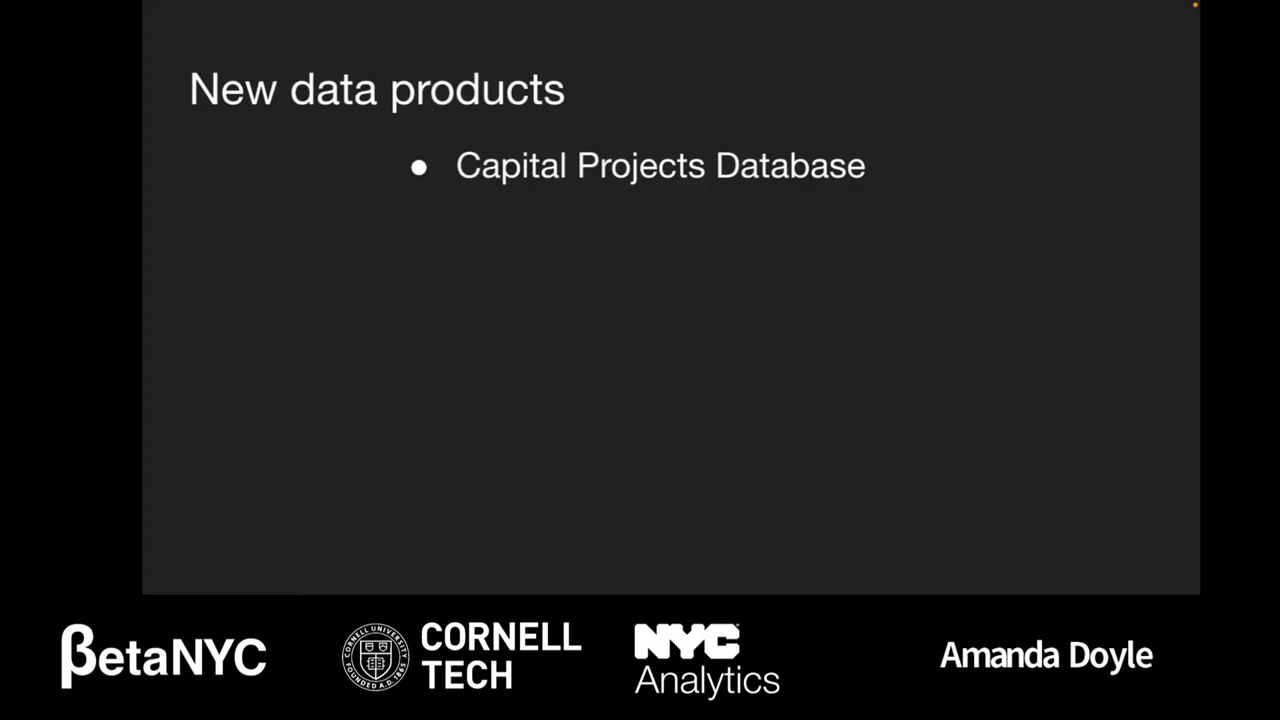 New data products
● Capital Projects Database
βetaNYC
CORNELL UNIVERSITY
FOUNDED A.D. 1865
CORNELL
TECH
NYC
Analytics
Amanda Doyle